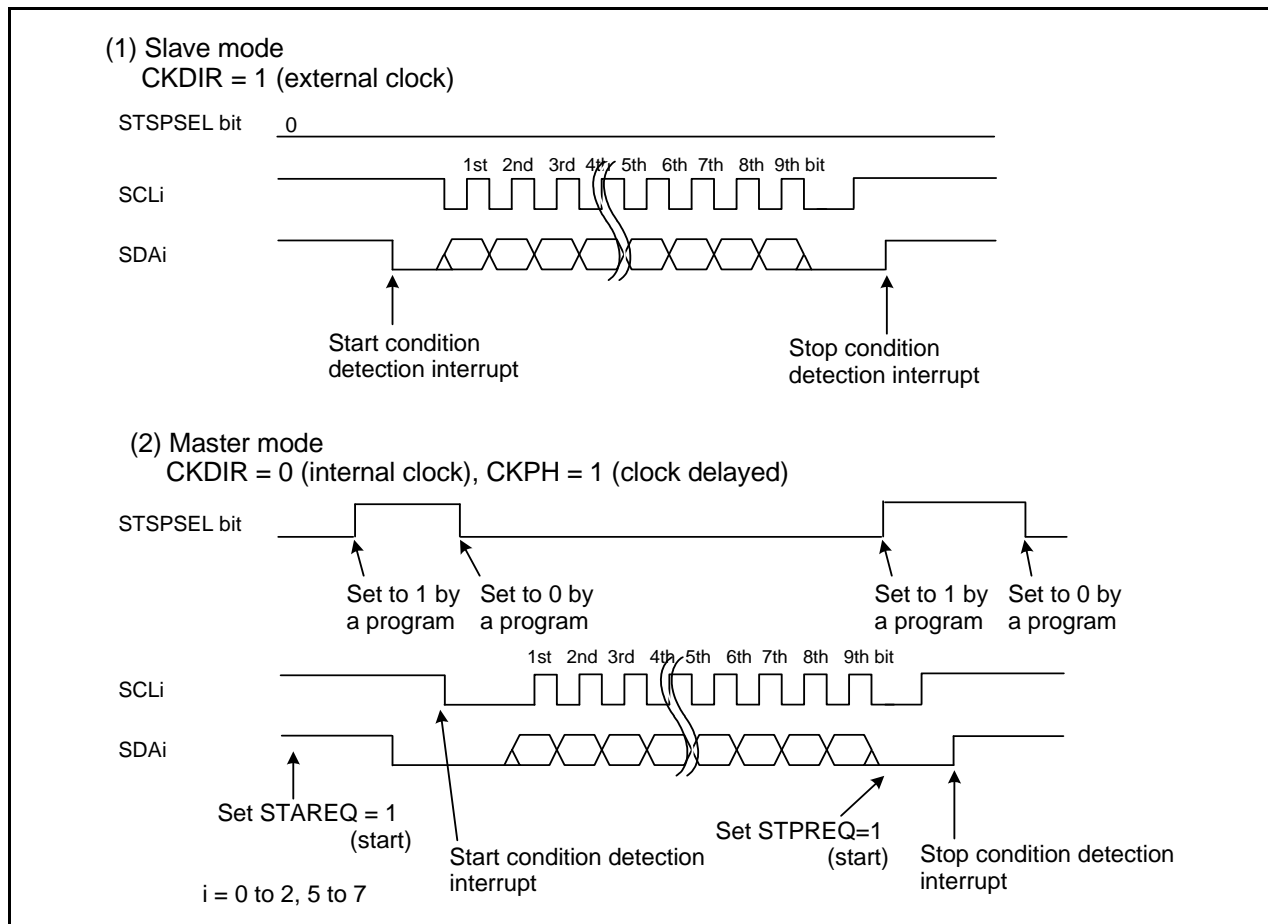 (1) Slave mode
CKDIR = 1 (external clock)
STSPSEL bit
0
1st 2nd 3rd 4th 5th 6th 7th 8th 9th bit
SCLi
SDAi
Start condition
detection interrupt
Stop condition
detection interrupt
(2) Master mode
CKDIR = 0 (internal clock), CKPH = 1 (clock delayed)
STSPSEL bit
Set to 1 by
a program
Set to 0 by
a program
Set to 1 by
a program
Set to 0 by
a program
1st 2nd 3rd 4th 5th 6th 7th 8th 9th bit
SCLi
SDAi
Set STAREQ = 1
(start)
Start condition detection
interrupt
Set STPREQ=1
(start)
Stop condition detection
interrupt
i = 0 to 2, 5 to 7